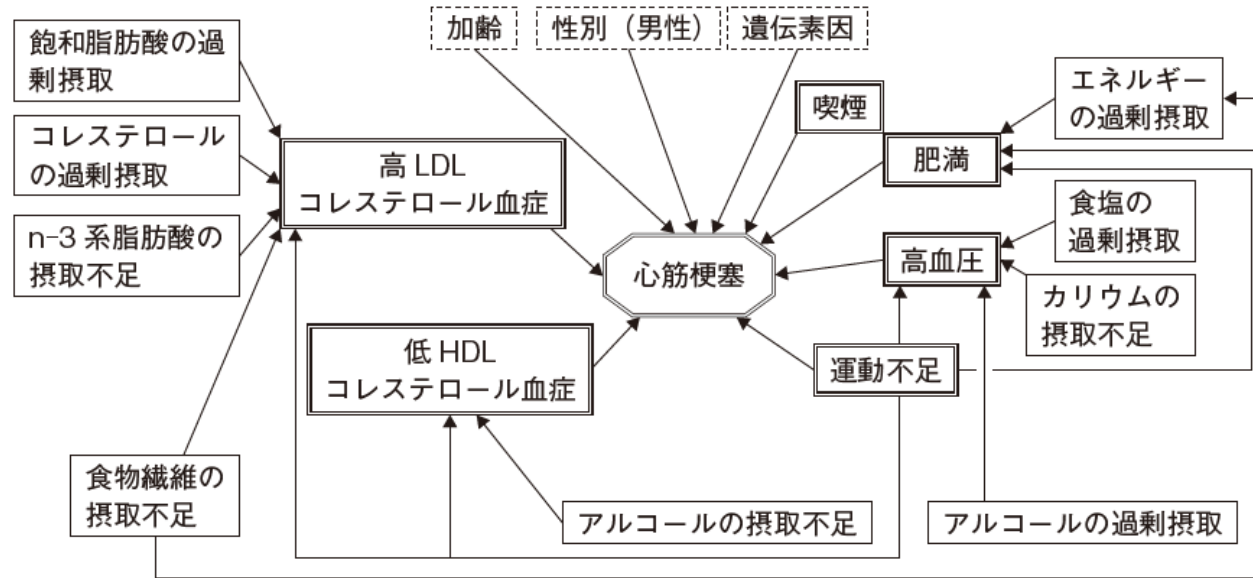 加齢
性別（男性）
遺伝素因
飽和脂肪酸の過
剰摂取
コレステロール
の過剰摂取
n-3 系脂肪酸の
摂取不足
高 LDL
コレステロール血症
喫煙
肥満
エネルギー
の過剰摂取
食塩の
過剰摂取
高血圧
カリウムの
摂取不足
心筋梗塞
低 HDL
コレステロール血症
運動不足
食物繊維の
摂取不足
アルコールの摂取不足
アルコールの過剰摂取